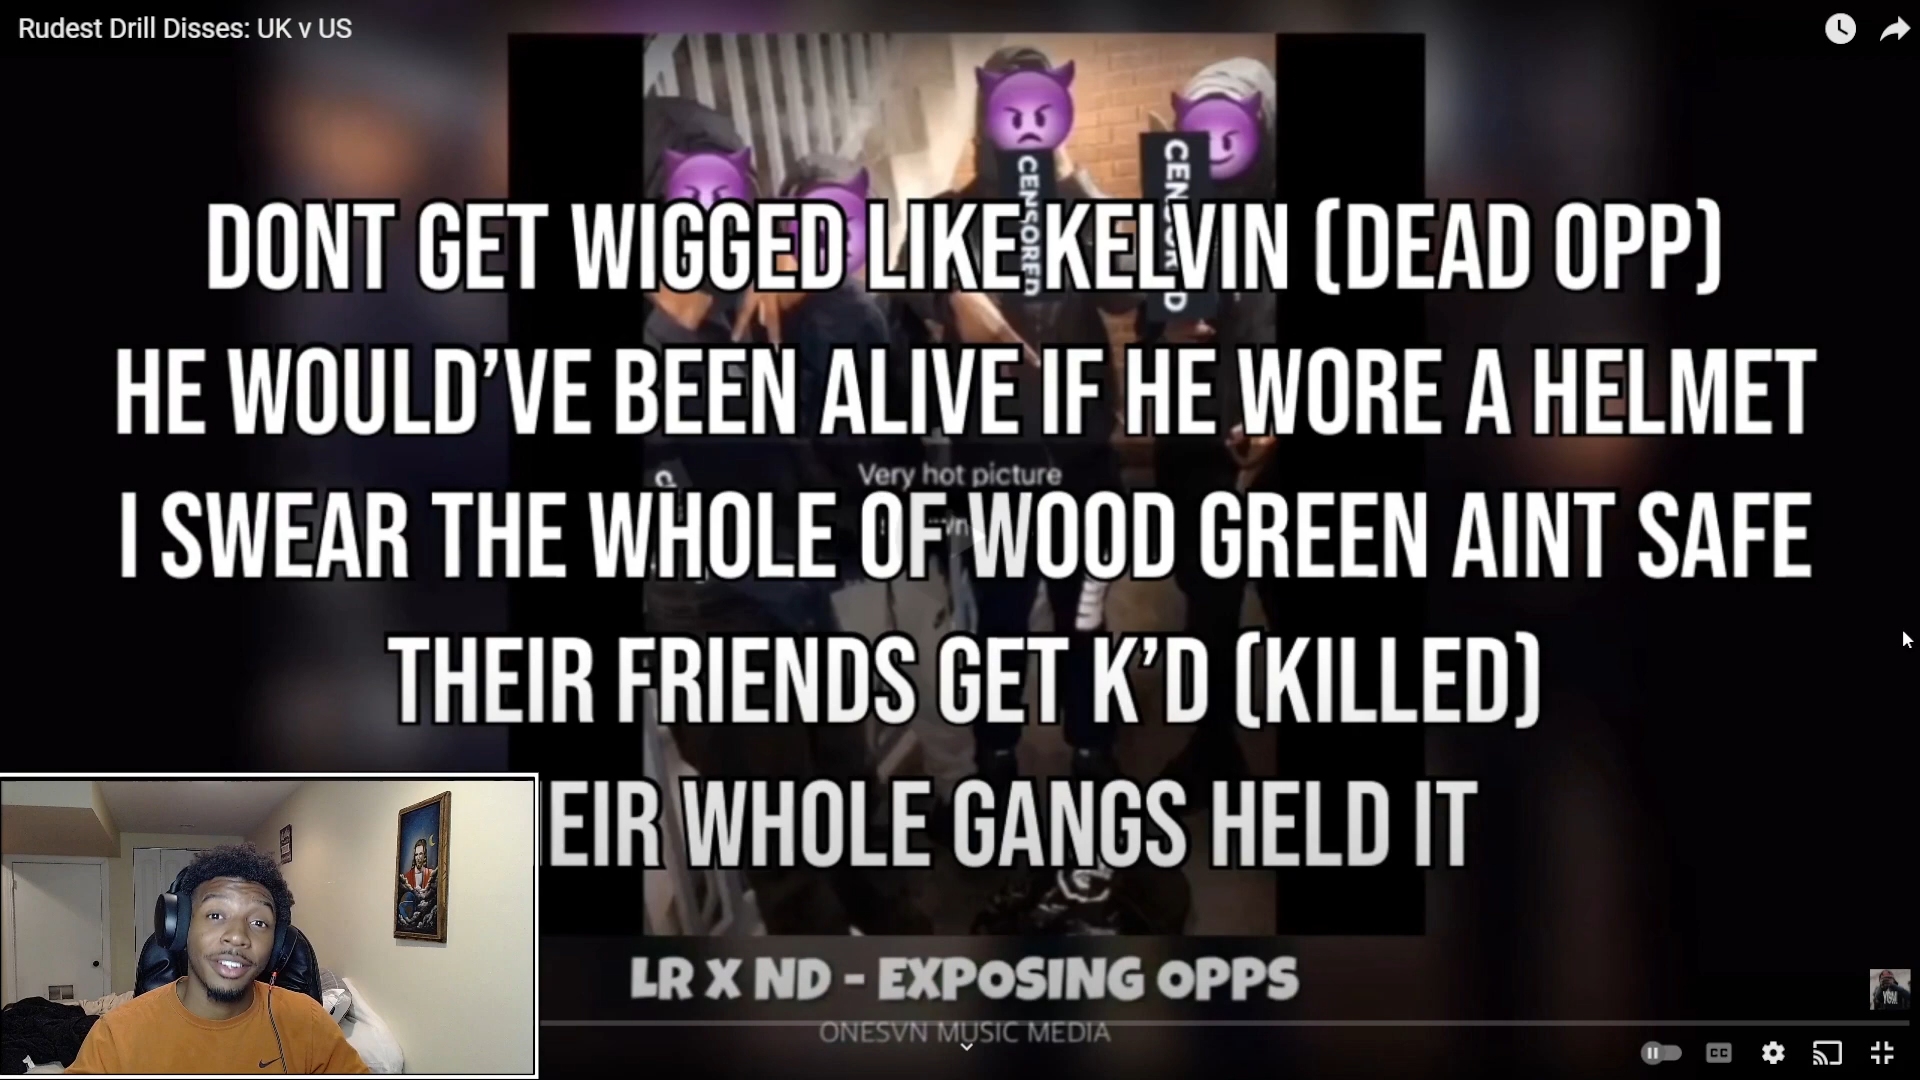 Rudest Drill Disses: UK v US
CENSORED
DONT GET WIGGED LIKE KELVIN (DEAD OPP)
HE WOULD'VE BEEN ALIVE IF HE WORE A HELMET
Very hot picture
I SWEAR THE WHOLE OF WOOD GREEN AINT SAFE
THEIR FRIENDS GET K'D (KILLED)
EIR WHOLE GANGS HELD IT
LR X ND - EXPOSING OPPS
ONESVN MUSIC MEDIA
YGM
CC